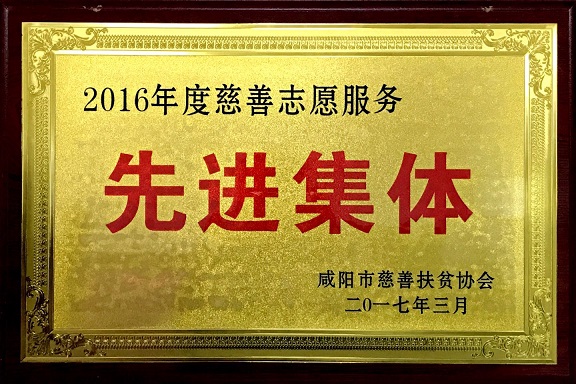 2016年度慈善志愿服务
先进集体
咸阳市慈善扶贫协会
二〇一七年三月